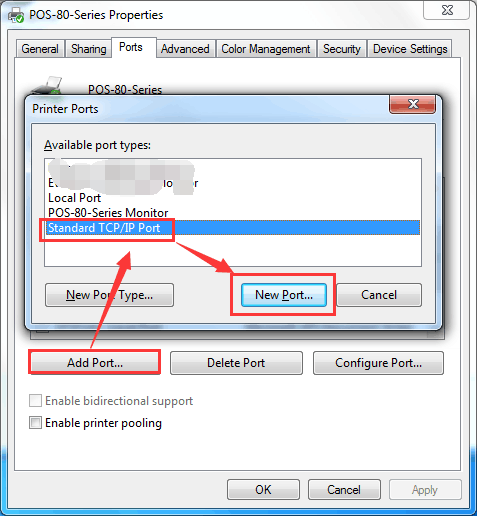 POS-80-Series Properties
General Sharing Ports Advanced Color Management Security Device Settings
POS-80-Series
Printer Ports
Available port types:
Local Port
POS-80-Series Monitor
Standard TCP/IP Port
New Port Type... New Port... Cancel
Add Port... Delete Port Configure Port...
Enable bidirectional support
Enable printer pooling
OK Cancel Apply